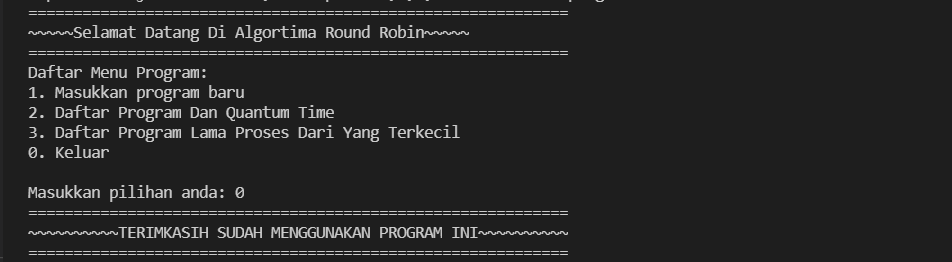 ============================================================
~~~~~Selamat Datang Di Algortima Round Robin~~~~~
============================================================
Daftar Menu Program:
1. Masukkan program baru
2. Daftar Program Dan Quantum Time
3. Daftar Program Lama Proses Dari Yang Terkecil
0. Keluar
Masukkan pilihan anda: 0
============================================================
~~~~~~~~~~TERIMKASIH SUDAH MENGGUNAKAN PROGRAM INI~~~~~~~~~~
============================================================